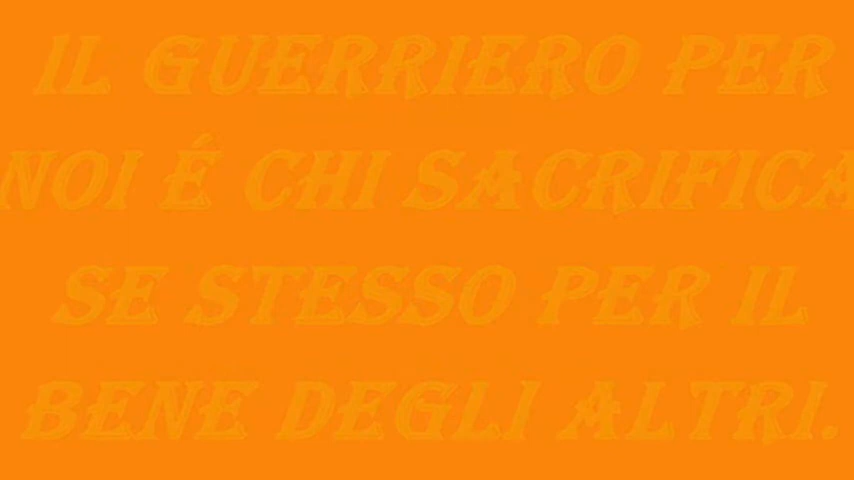 IL GUERRIERO PER
NOI É CHI SACRIFICA
SE STESSO PER IL
BENE DEGLI ALTRI.